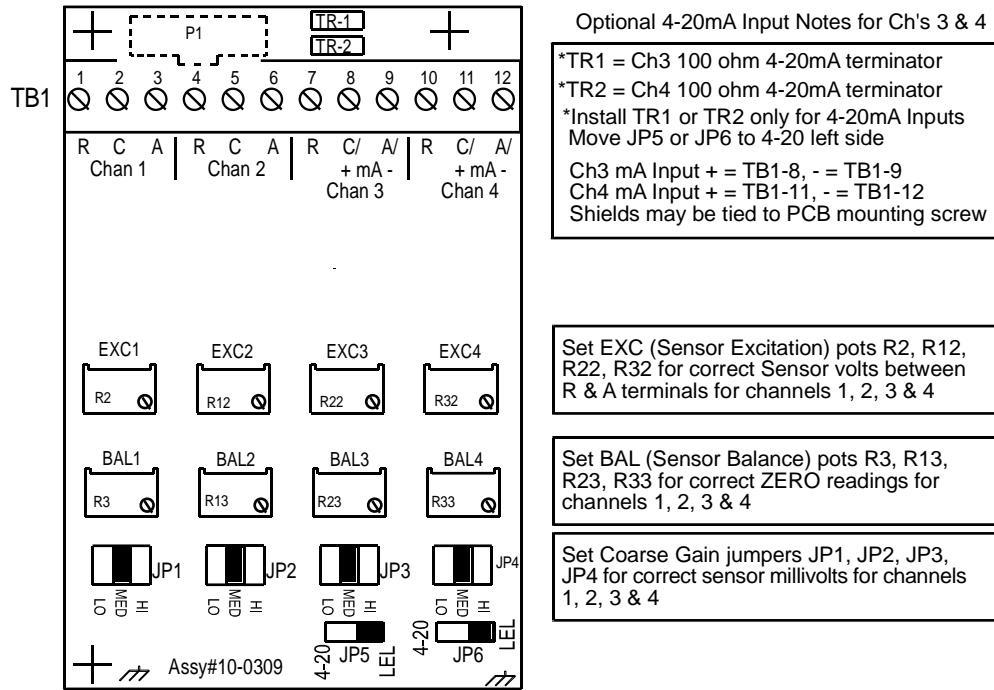 P1
TR-1
TR-2
TB1
1 2 3 4 5 6 7 8 9 10 11 12
R C A R C A R C/ A/ R C/ A/
Chan 1 Chan 2 + mA - + mA -
Chan 3 Chan 4
EXC1 EXC2 EXC3 EXC4
R2 R12 R22 R32
BAL1 BAL2 BAL3 BAL4
R3 R13 R23 R33
JP1 JP2 JP3 JP4
LO MED HI LO MED HI LO MED HI LO MED HI
4-20 JP5 LEL 4-20 JP6 LEL
Assy#10-0309
Optional 4-20mA Input Notes for Ch's 3 & 4
*TR1 = Ch3 100 ohm 4-20mA terminator
*TR2 = Ch4 100 ohm 4-20mA terminator
*Install TR1 or TR2 only for 4-20mA Inputs
Move JP5 or JP6 to 4-20 left side
Ch3 mA Input + = TB1-8, - = TB1-9
Ch4 mA Input + = TB1-11, - = TB1-12
Shields may be tied to PCB mounting screw
Set EXC (Sensor Excitation) pots R2, R12,
R22, R32 for correct Sensor volts between
R & A terminals for channels 1, 2, 3 & 4
Set BAL (Sensor Balance) pots R3, R13,
R23, R33 for correct ZERO readings for
channels 1, 2, 3 & 4
Set Coarse Gain jumpers JP1, JP2, JP3,
JP4 for correct sensor millivolts for channels
1, 2, 3 & 4